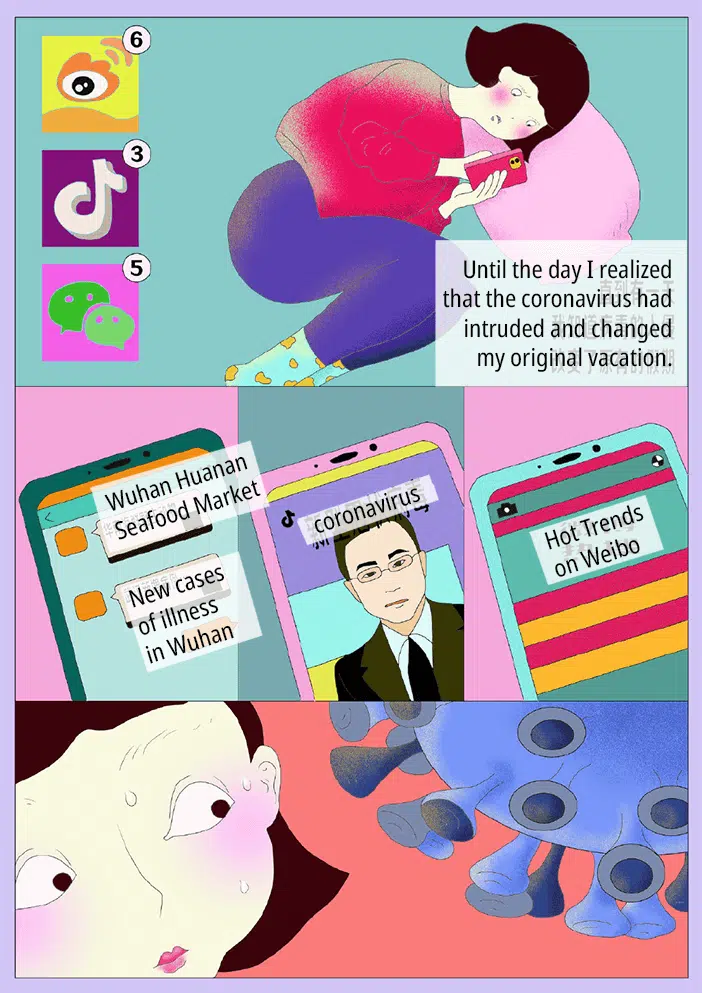 6
3
5
Until the day I realized
that the coronavirus had
intruded and changed
my original vacation.
Wuhan Huanan
Seafood Market
New cases
of illness
in Wuhan
coronavirus
Hot Trends
on Weibo